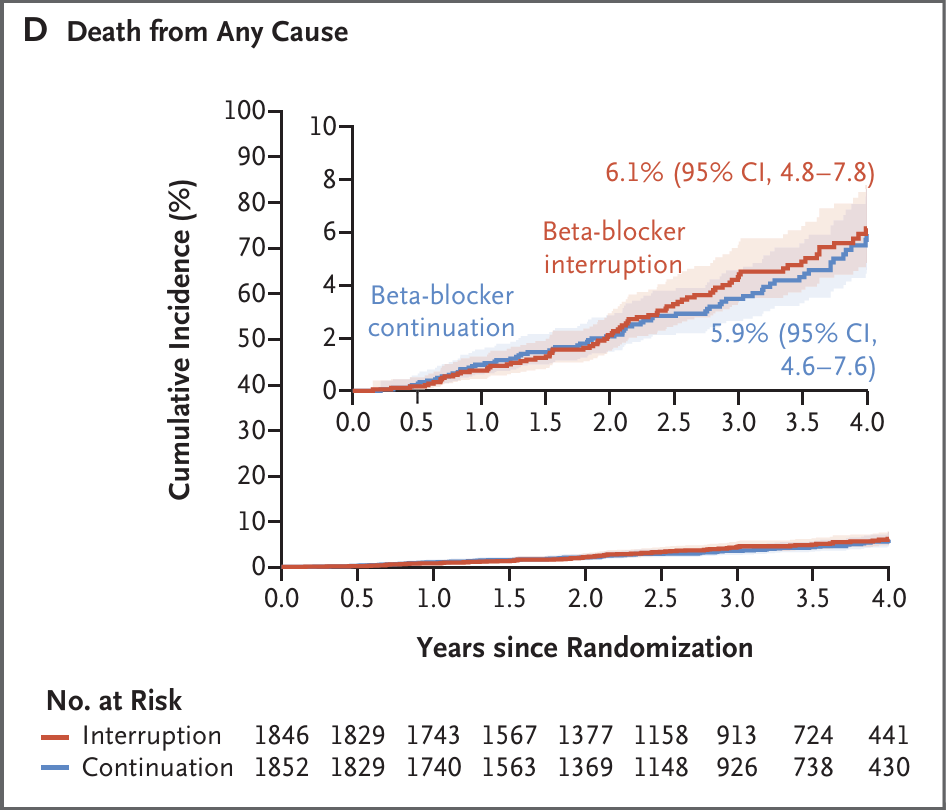 D Death from Any Cause
Cumulative Incidence (%)
100
90
80
70
60
50
40
30
20
10
0
10
8
6
4
2
0
6.1% (95% CI, 4.8–7.8)
Beta-blocker
interruption
Beta-blocker
continuation
5.9% (95% CI,
4.6–7.6)
0.0 0.5 1.0 1.5 2.0 2.5 3.0 3.5 4.0
0.0 0.5 1.0 1.5 2.0 2.5 3.0 3.5 4.0
Years since Randomization
No. at Risk
Interruption 1846 1829 1743 1567 1377 1158 913 724 441
Continuation 1852 1829 1740 1563 1369 1148 926 738 430